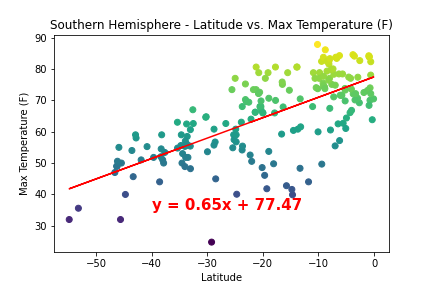 Southern Hemisphere - Latitude vs. Max Temperature (F)
90
80
70
60
50
40
30
Max Temperature (F)
y = 0.65x + 77.47
−50 −40 −30 −20 −10 0
Latitude